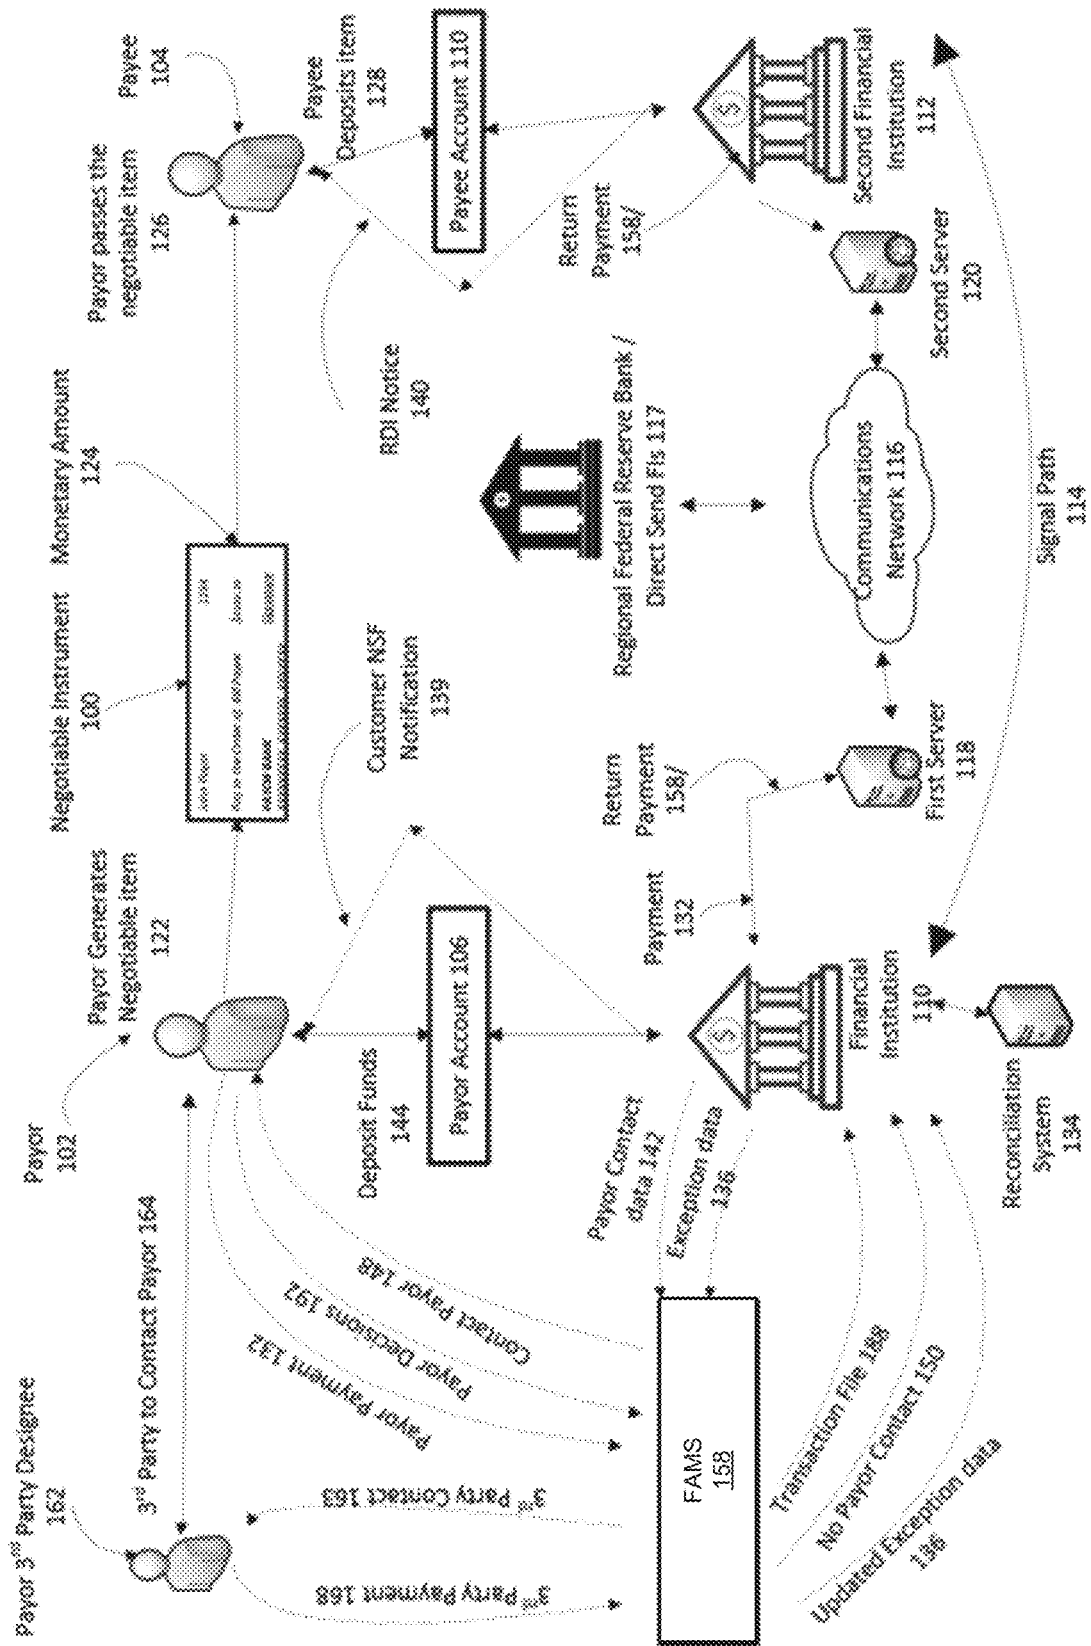 Payor 3rd Party Designee
162
3rd Party to Contact Payor 164
Payor
102
Payor Generates
Negotiable item
122
Negotiable Instrument
100
Monetary Amount
124
Payor passes the
negotiable item
126
Payee
104
Payee
Deposits item
128
Payee Account 110
RDI Notice
140
Customer NSF
Notification
139
Deposit Funds
144
Payor Account 106
3rd Party Payment 168
3rd Party Contact 163
Payor Payment 132
Payor Decisions 192
Contact Payor 148
Payor Contact
data 142
Exception data
136
Payment
132
Return
Payment
158/
Regional Federal Reserve Bank /
Direct Send FIs 117
Return
Payment
158/
FAMS
158
Financial
Institution
110
First Server
118
Communications
Network 116
Second Server
120
Second Financial
Institution
112
Transaction File 188
No Payor Contact 150
Updated Exception data
136
Reconciliation
System
134
Signal Path
114